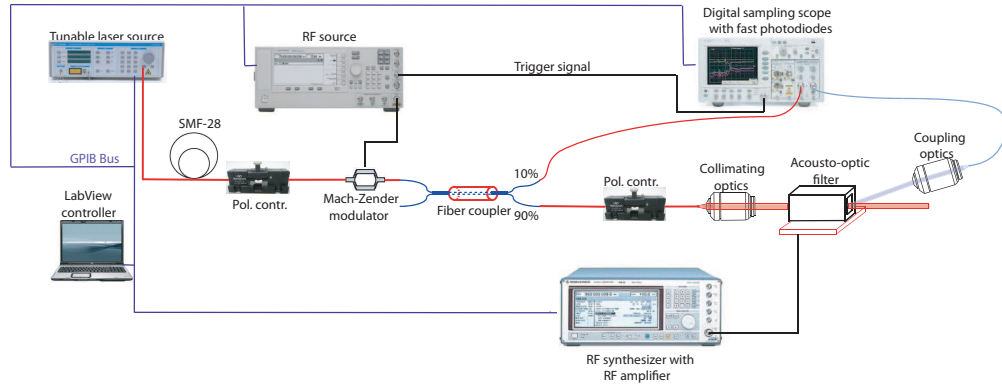 Tunable laser source
RF source
Digital sampling scope
with fast photodiodes
Trigger signal
SMF-28
GPIB Bus
Pol. contr.
Mach-Zender
modulator
Fiber coupler
10%
90%
Pol. contr.
Collimating
optics
Acousto-optic
filter
Coupling
optics
LabView
controller
RF synthesizer with
RF amplifier